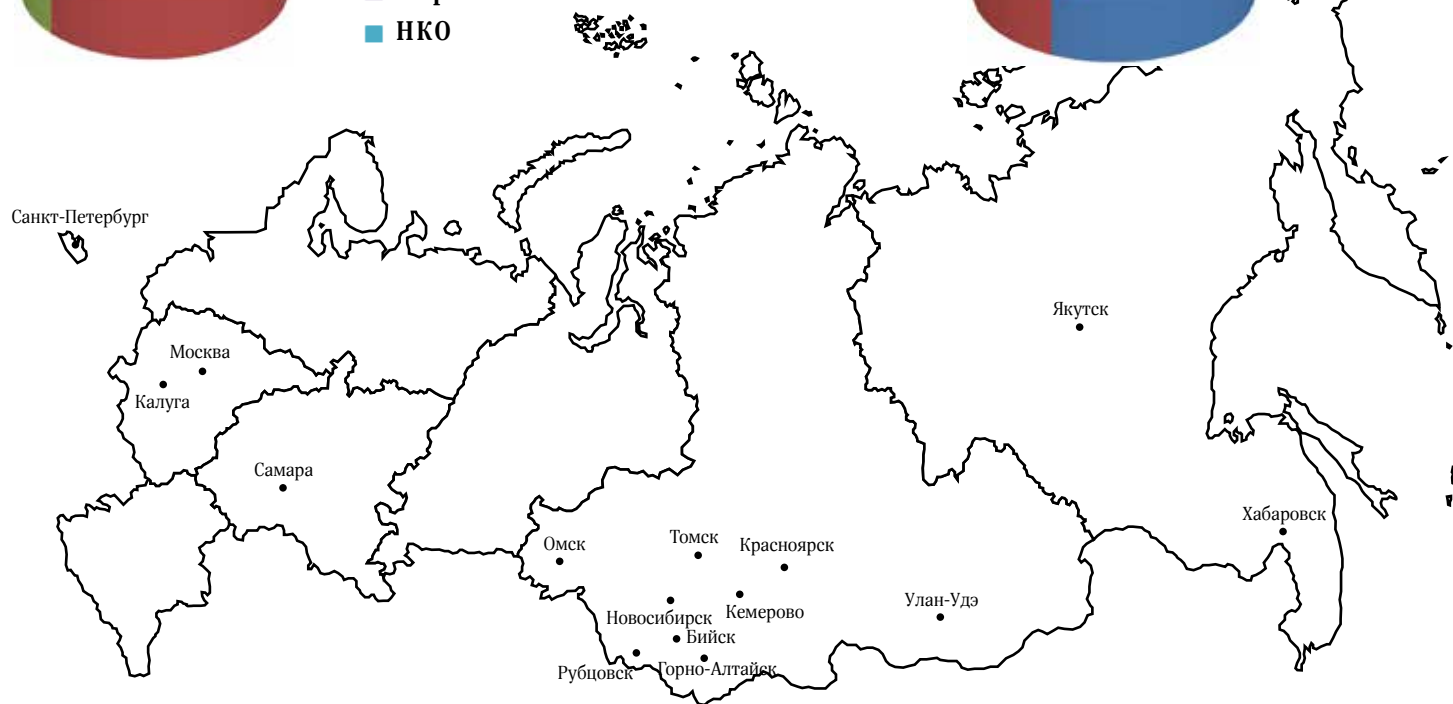 НКО
Санкт-Петербург
Якутск
Москва
Калуга
Самара
Хабаровск
Омск
Томск
Красноярск
Улан-Удэ
Новосибирск
Кемерово
Бийск
Рубцовск
Горно-Алтайск